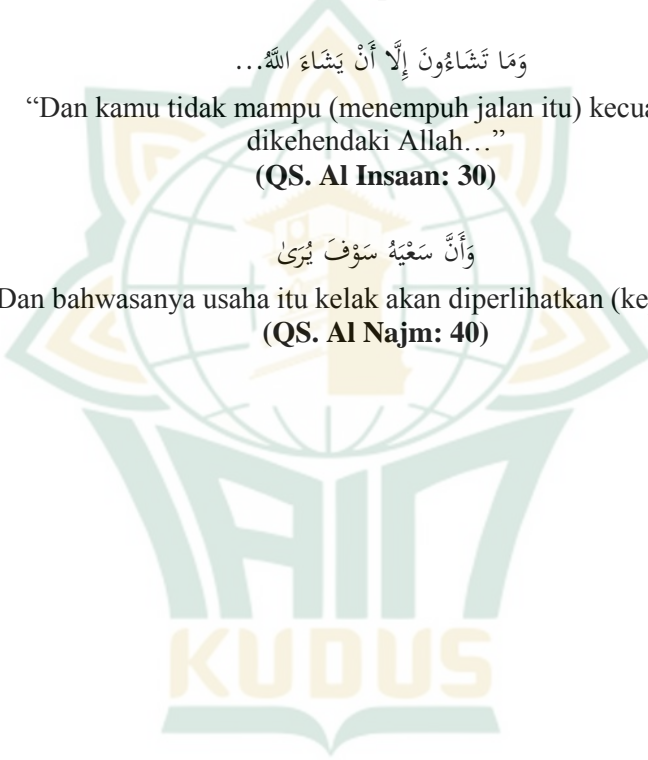 وَمَا تَشَاءُونَ إِلَّا أَنْ يَشَاءَ اللَّهُ...
“Dan kamu tidak mampu (menempuh jalan itu) kecua
dikehendaki Allah…”
(QS. Al Insaan: 30)
وَأَنَّ سَعْيَهُ سَوْفَ يُرَىٰ
Dan bahwasanya usaha itu kelak akan diperlihatkan (ke
(QS. Al Najm: 40)
IAIN
KUDUS